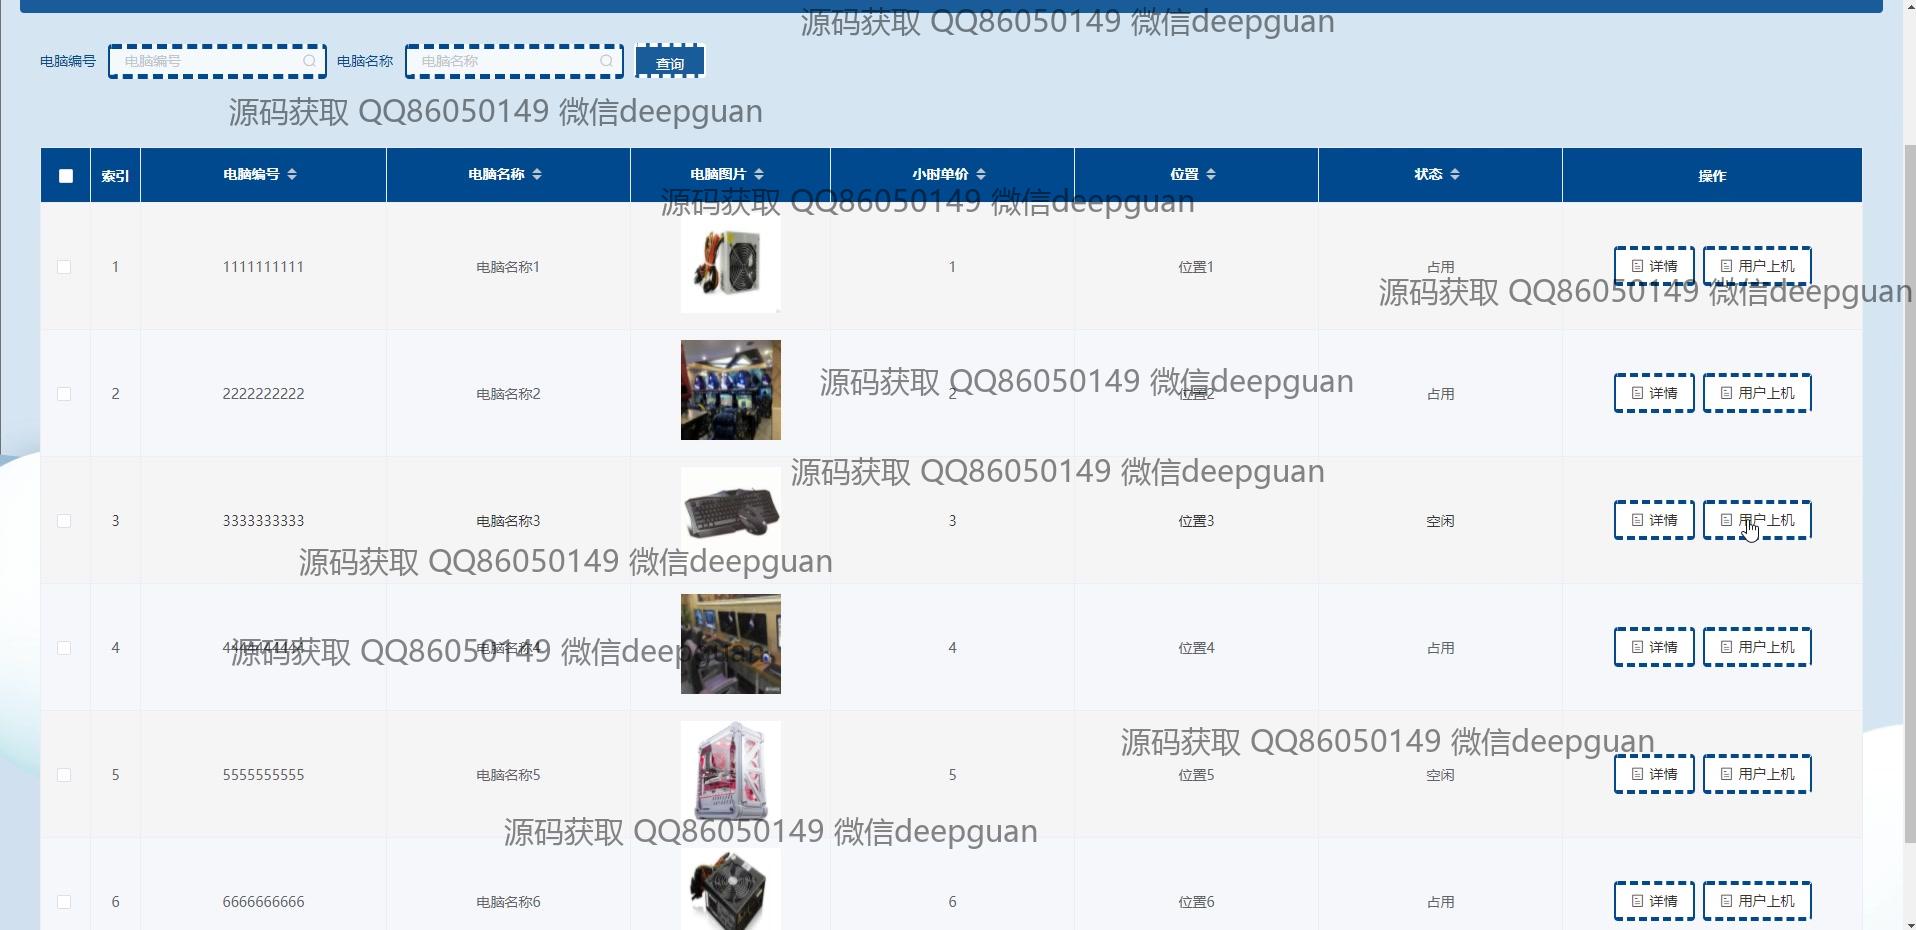 源码获取 QQ86050149 微信deepguan
电脑编号 电脑编号 电脑名称 电脑名称 查询
源码获取 QQ86050149 微信deepguan
索引 电脑编号 电脑名称 电脑图片 小时单价 位置 状态 操作
源码获取 QQ86050149 微信deepguan
1 1111111111 电脑名称1 1 位置1 占用 详情 用户上机
源码获取 QQ86050149 微信deepguan
源码获取 QQ86050149 微信deepguan
2 2222222222 电脑名称2 2 位置2 占用 详情 用户上机
源码获取 QQ86050149 微信deepguan
3 3333333333 电脑名称3 3 位置3 空闲 详情 用户上机
源码获取 QQ86050149 微信deepguan
4 4444444444 电脑名称4 4 位置4 占用 详情 用户上机
源码获取 QQ86050149 微信deepguan
源码获取 QQ86050149 微信deepguan
5 5555555555 电脑名称5 5 位置5 空闲 详情 用户上机
源码获取 QQ86050149 微信deepguan
6 6666666666 电脑名称6 6 位置6 占用 详情 用户上机